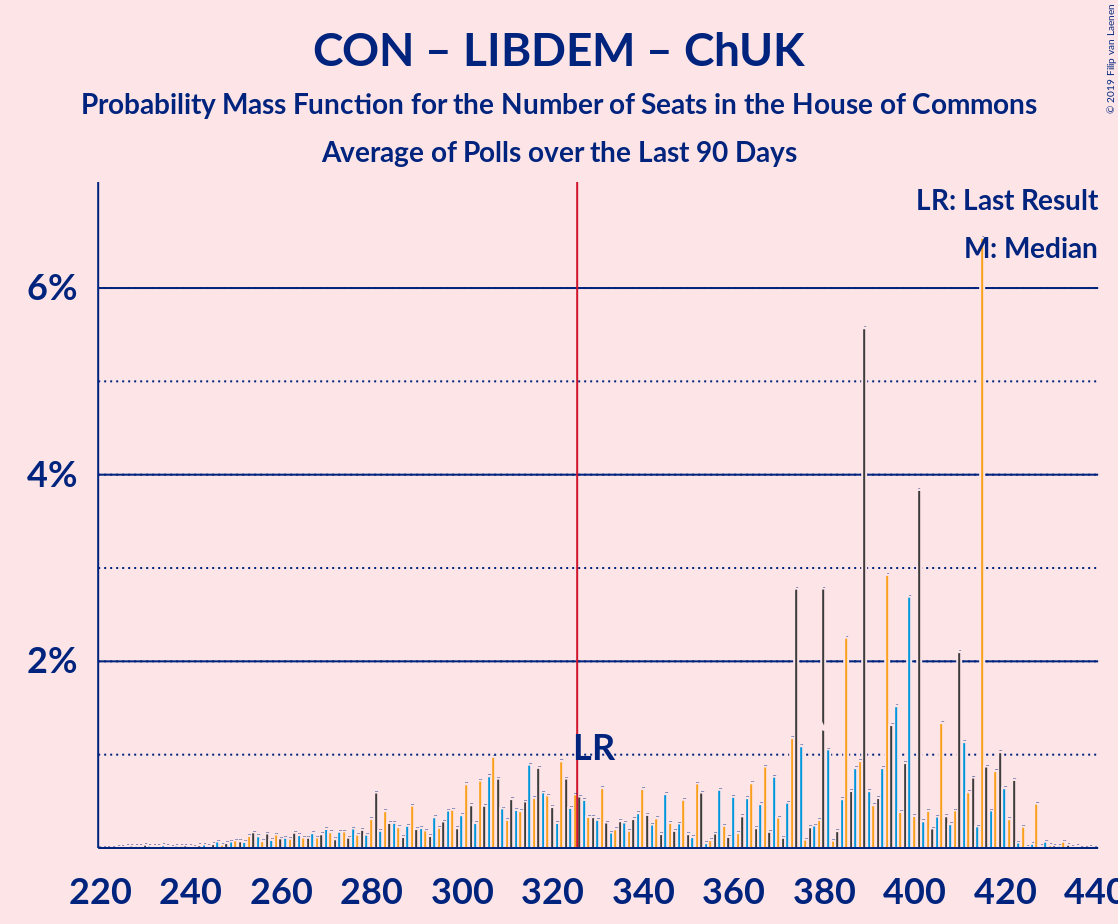 CON – LIBDEM – ChUK
Probability Mass Function for the Number of Seats in the House of Commons
Average of Polls over the Last 90 Days
© 2019 Filip van Laenen
LR: Last Result
M: Median
6%
4%
2%
LR
220 240 260 280 300 320 340 360 380 400 420 440